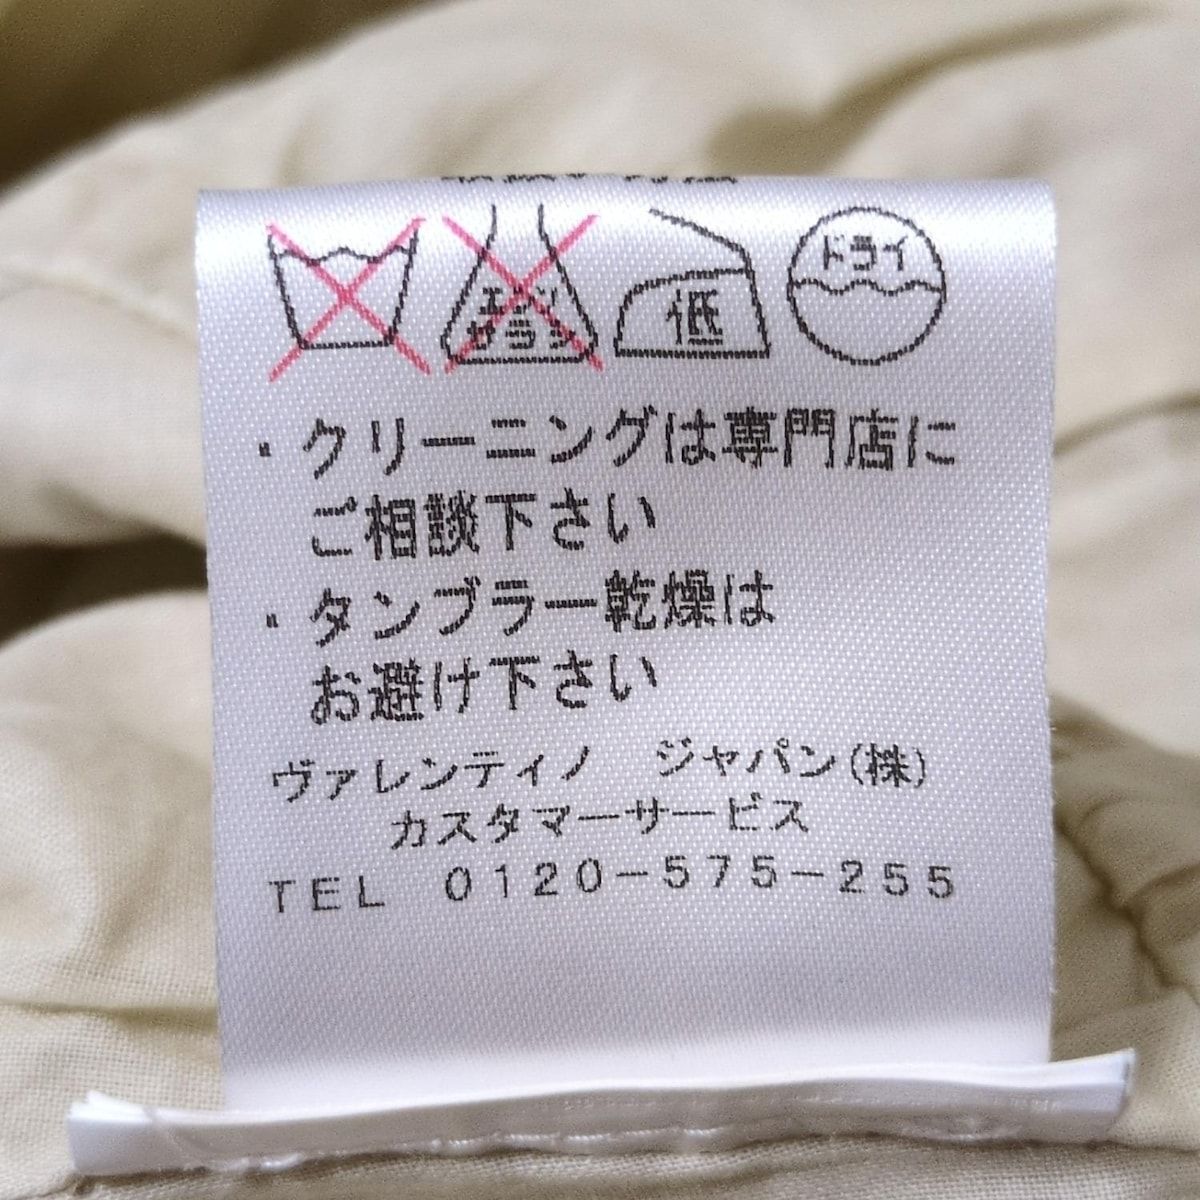 エンソ
サラシ
低
ドライ
・クリーニングは専門店に
ご相談下さい
・タンブラー乾燥は
お避け下さい
ヴァレンティノ　ジャパン(株)
カスタマーサービス
TEL 0120-575-255